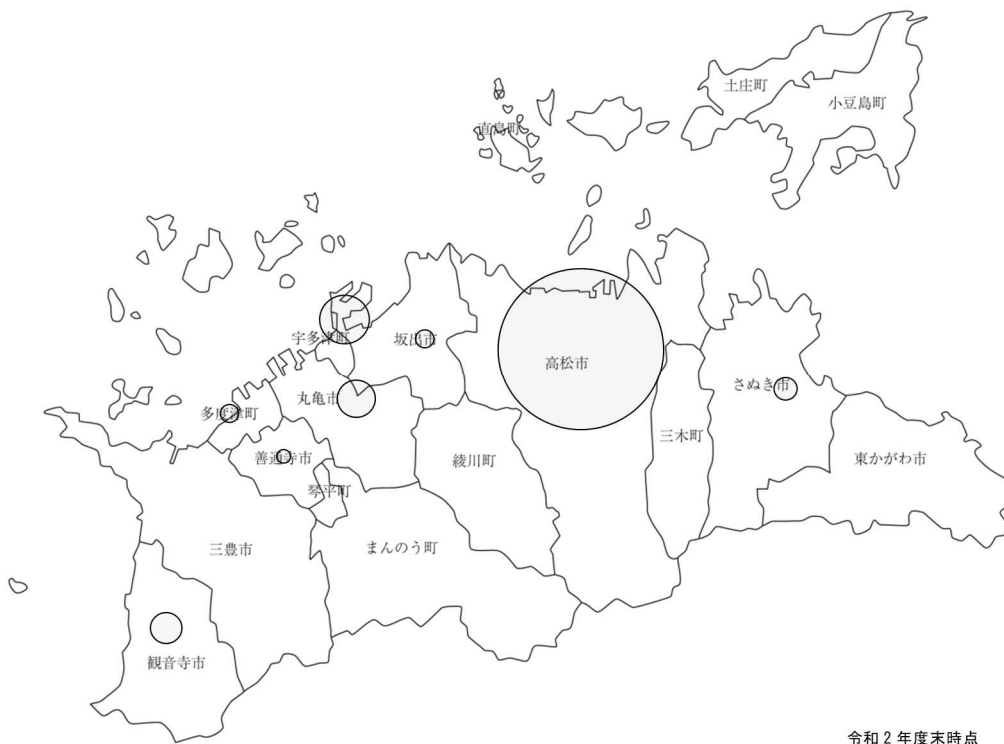 土庄町
小豆島町
直島町
宇多津町
坂出市
高松市
さぬき市
丸亀市
多度津町
三木町
善通寺市
綾川町
東かがわ市
琴平町
三豊市
まんのう町
観音寺市
令和2年度末時点